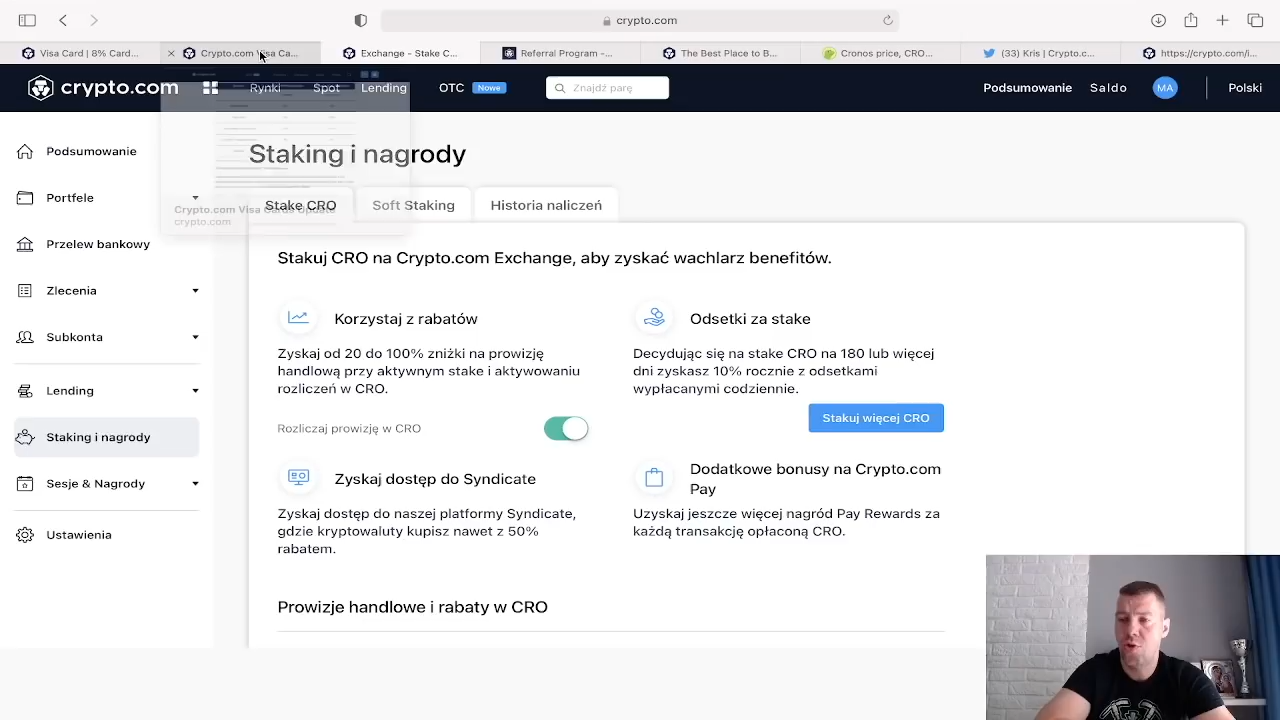 crypto.com
Visa Card | 8% Card...
Crypto.com Visa Ca...
Exchange - Stake C...
Referral Program -...
The Best Place to B...
Cronos price, CRO...
(33) Kris | Crypto.c...
https://crypto.com/i...
crypto.com
Rynki
Spot
Lending
OTC
Nowe
Znajdź parę
Podsumowanie
Saldo
MA
Polski
Podsumowanie
Portfele
Przelew bankowy
Zlecenia
Subkonta
Lending
Staking i nagrody
Sesje & Nagrody
Ustawienia
Crypto.com Visa Cards Update
crypto.com
Staking i nagrody
Stake CRO
Soft Staking
Historia naliczeń
Stakuj CRO na Crypto.com Exchange, aby zyskać wachlarz benefitów.
Korzystaj z rabatów
Zyskaj od 20 do 100% zniżki na prowizję
handlową przy aktywnym stake i aktywowaniu
rozliczeń w CRO.
Rozliczaj prowizję w CRO
Odsetki za stake
Decydując się na stake CRO na 180 lub więcej
dni zyskasz 10% rocznie z odsetkami
wypłacanymi codziennie.
Stakuj więcej CRO
Zyskaj dostęp do Syndicate
Zyskaj dostęp do naszej platformy Syndicate,
gdzie kryptowaluty kupisz nawet z 50%
rabatem.
Dodatkowe bonusy na Crypto.com
Pay
Uzyskaj jeszcze więcej nagród Pay Rewards za
każdą transakcję opłaconą CRO.
Prowizje handlowe i rabaty w CRO